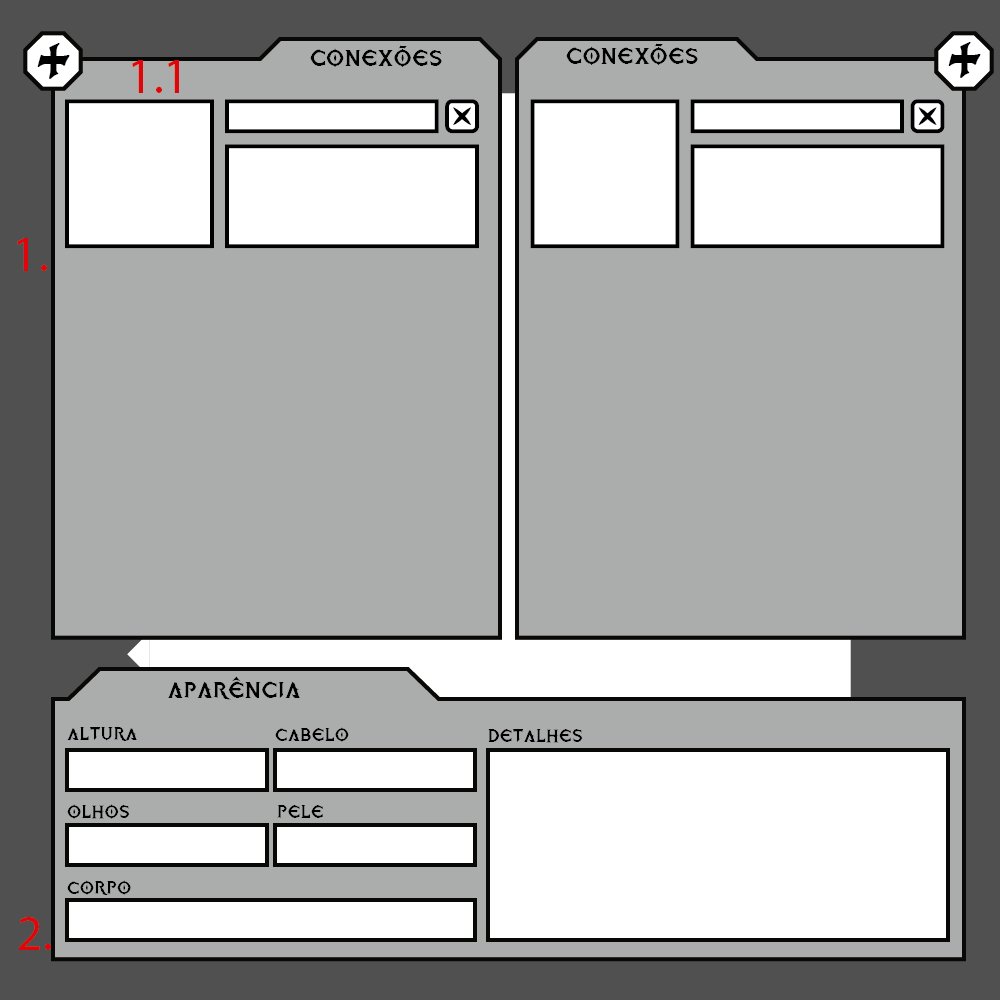 CONEXÕES
CONEXÕES
1.1
1.
APARÊNCIA
ALTURA
CABELO
DETALHES
OLHOS
PELE
CORPO
2.